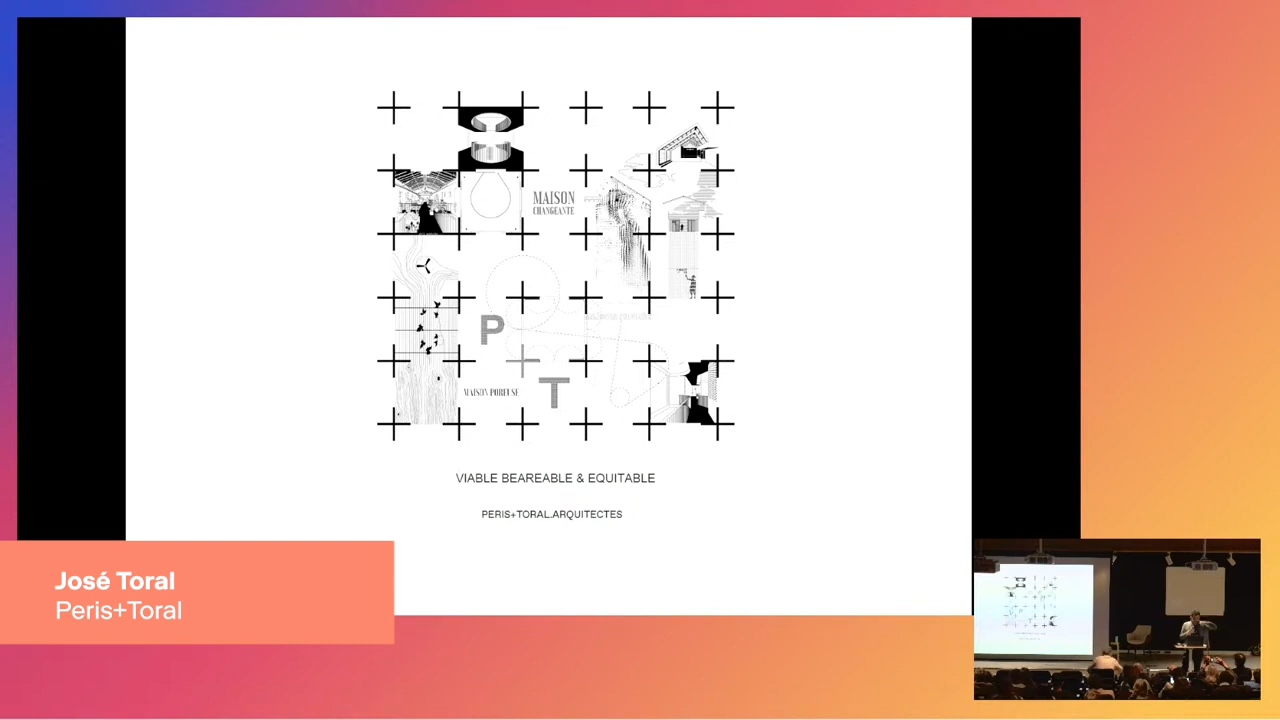 MAISON
CHANGEANTE
P
MAISON POREUSE
T
VIABLE BEAREABLE & EQUITABLE
PERIS+TORAL.ARQUITECTES
José Toral
Peris+Toral